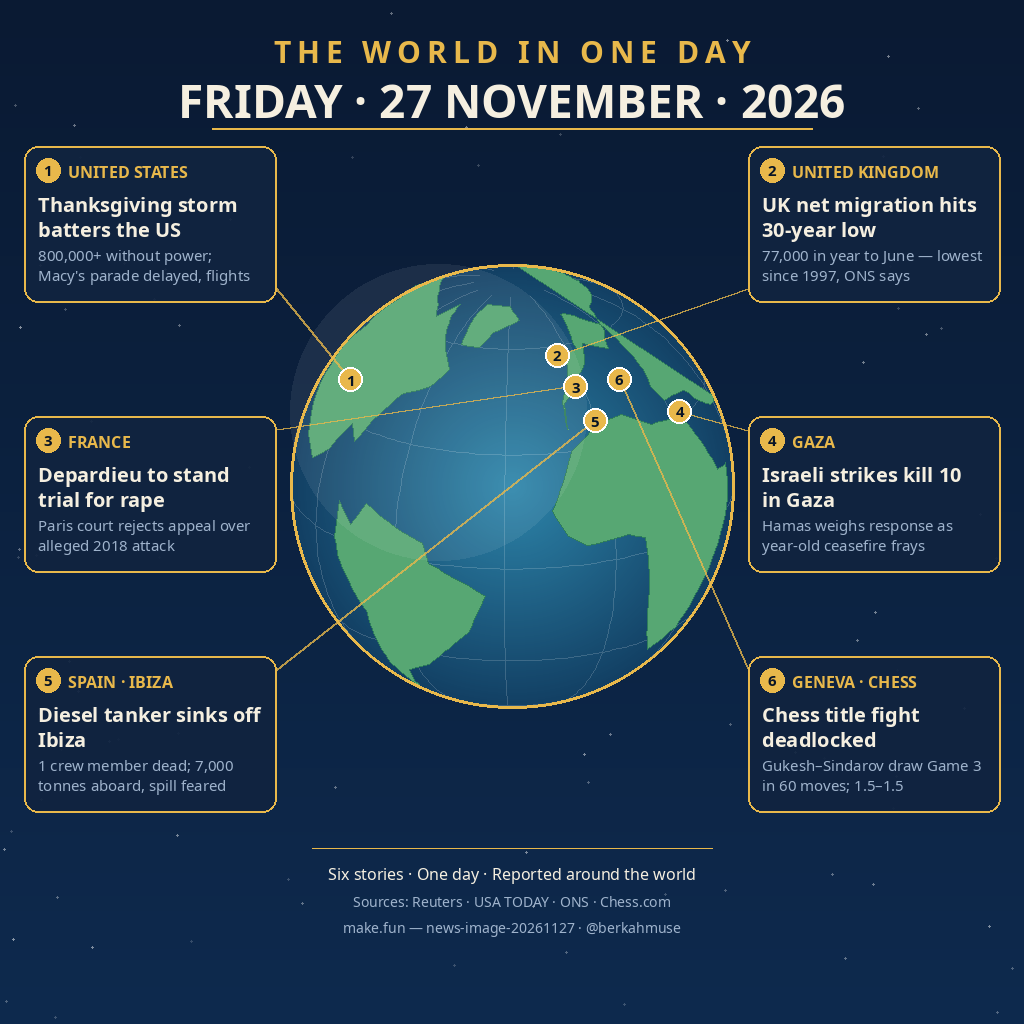 THE WORLD IN ONE DAY
FRIDAY · 27 NOVEMBER · 2026
1 UNITED STATES
Thanksgiving storm
batters the US
800,000+ without power;
Macy's parade delayed, flights
2 UNITED KINGDOM
UK net migration hits
30-year low
77,000 in year to June — lowest
since 1997, ONS says
1
2
3
6
4
5
3 FRANCE
Depardieu to stand
trial for rape
Paris court rejects appeal over
alleged 2018 attack
4 GAZA
Israeli strikes kill 10
in Gaza
Hamas weighs response as
year-old ceasefire frays
5 SPAIN · IBIZA
Diesel tanker sinks off
Ibiza
1 crew member dead; 7,000
tonnes aboard, spill feared
6 GENEVA · CHESS
Chess title fight
deadlocked
Gukesh–Sindarov draw Game 3
in 60 moves; 1.5–1.5
Six stories · One day · Reported around the world
Sources: Reuters · USA TODAY · ONS · Chess.com
make.fun — news-image-20261127 · @berkahmuse